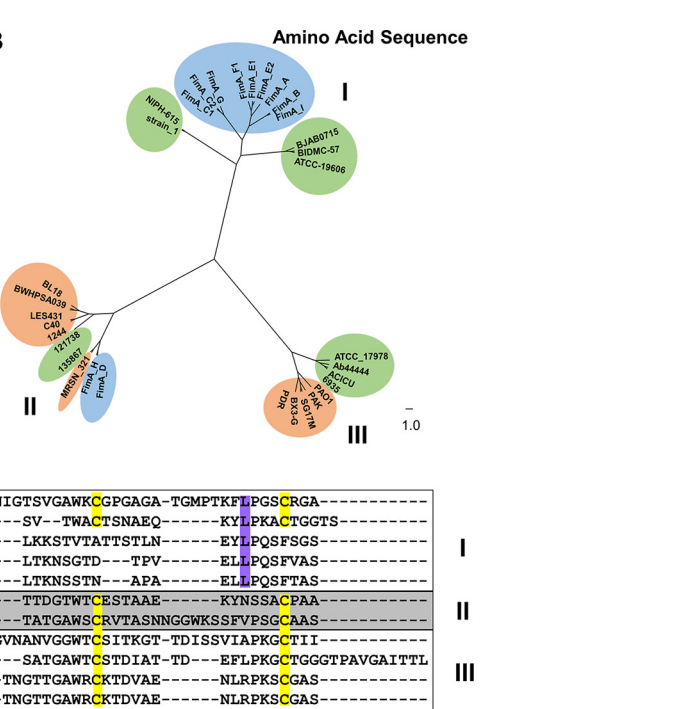 B
Amino Acid Sequence
I
FimA_C1
FimA_C2
FimA_G
FimA_F1
FimA_E1
FimA_E2
FimA_A
FimA_B
FimA_I
NIPH-615
strain_1
BJAB0715
BIDMC-57
ATCC-19606
BL18
BWHPSA039
LES431
C40
1244
121738
135867
MRSN_321
FimA_H
FimA_D
II
ATCC_17978
Ab44444
ACICU
6935
PAO1
PAK
SG17M
BX3-G
PDR
III
1.0
NIGTSVGAWKCGPGAGA-TGMPTKFLPGSCRGA-----------
---SV--TWACTSNAEQ------KYLPKACTGGTS---------
---LKKSTVTATTSTLN------EYLPQSFSGS-----------
---LTKNSGTD---TPV------ELLPQSFVAS-----------
---LTKNSSTN---APA------ELLPQSFTAS-----------
I
---TTDGTWTCESTAAE------KYNSSACPAA-----------
---TATGAWSCRVTASNNGGWKSSFVPSGCAAS-----------
II
GVNANVGGWTCSITKGT-TDISSVIAPKGCTII-----------
---SATGAWTCSTDIAT-TD---EFLPKGCTGGGTPAVGAITTL
-TNGTTGAWRCKTDVAE------NLRPKSCGAS-----------
-TNGTTGAWRCKTDVAE------NLRPKSCGAS-----------
III